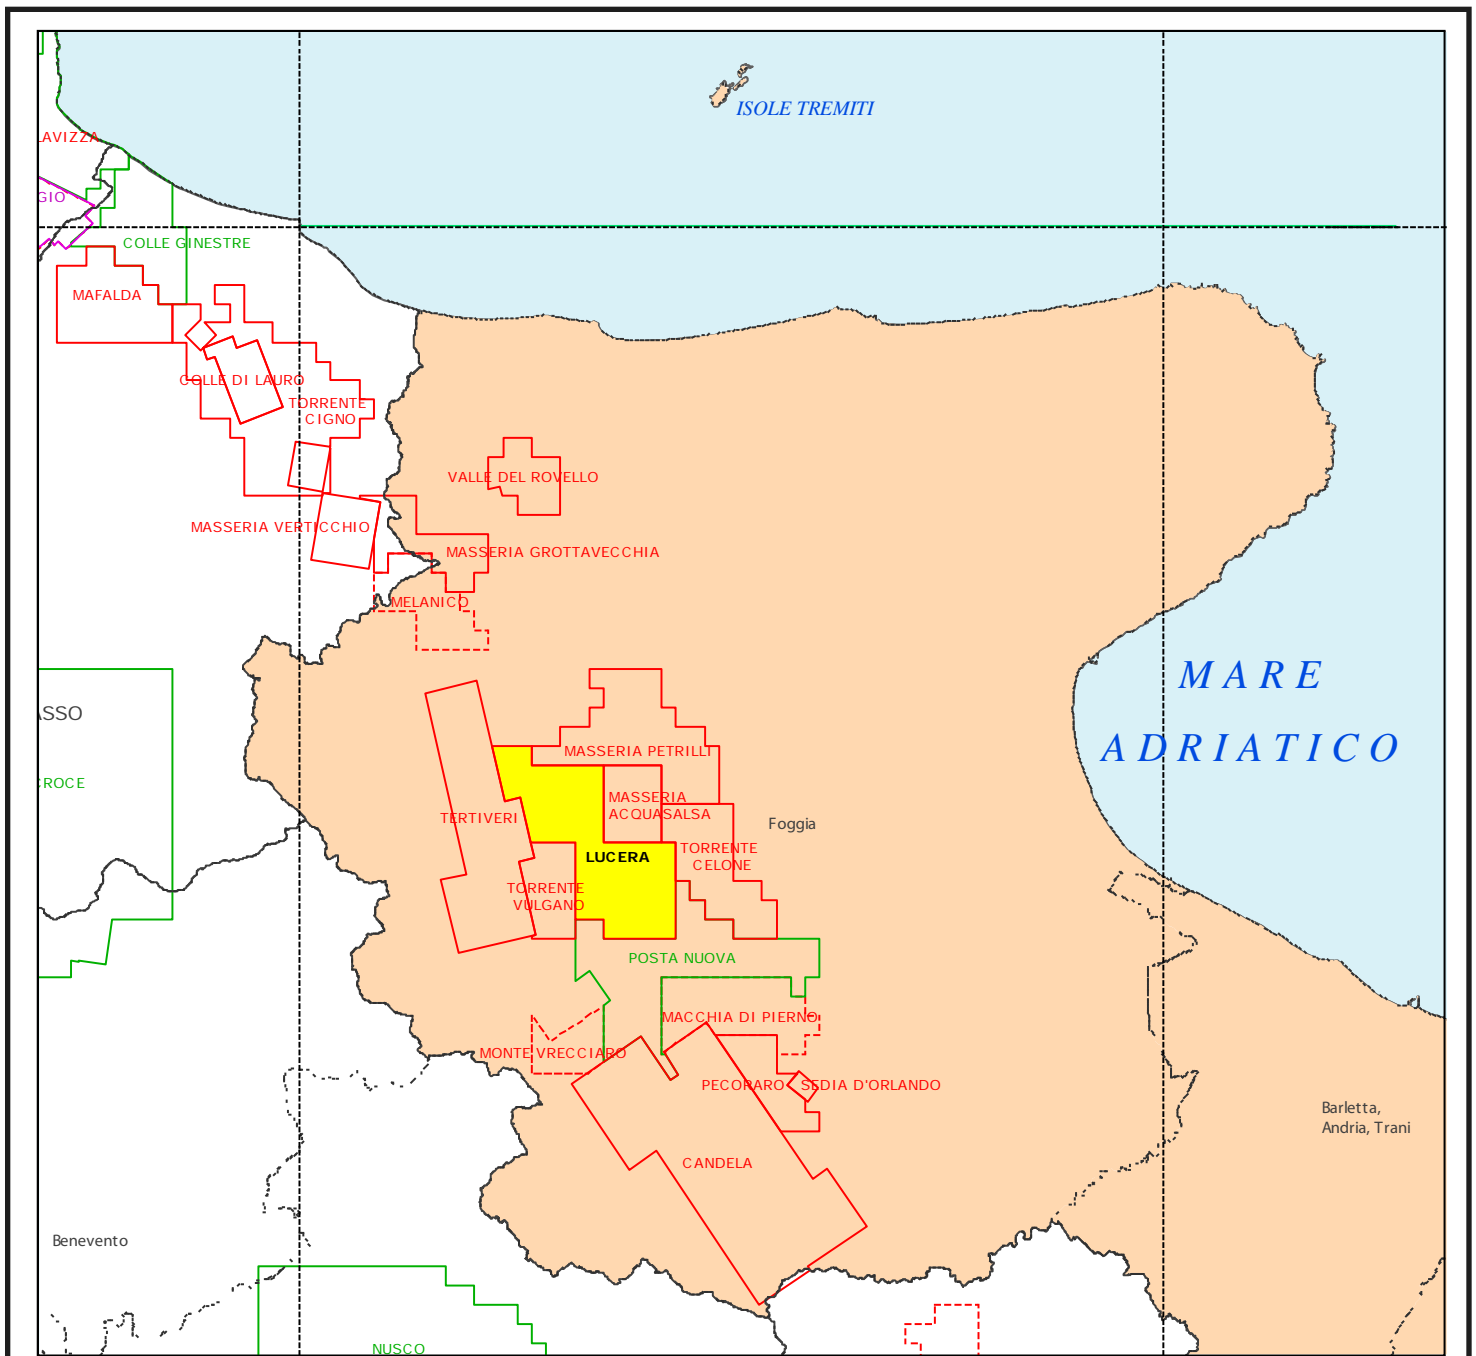 ISOLE TREMITI
LAVIZZA
GIO
COLLE GINESTRE
MAFALDA
COLLE DI LAURO
TORRENTE
CIGNO
VALLE DEL ROVELLO
MASSERIA VERTICCHIO
MASSERIA GROTTAVECCHIA
MELANICO
MARE
ADRIATICO
ASSO
CROCE
MASSERIA PETRILLI
MASSERIA
ACQUASALSA
TERTIVERI
Foggia
LUCERA
TORRENTE
CELONE
TORRENTE
VULGANO
POSTA NUOVA
MACCHIA DI PIERNO
MONTE VRECCIARO
PECORARO
SEDIA D'ORLANDO
Barletta,
Andria, Trani
CANDELA
Benevento
NUSCO